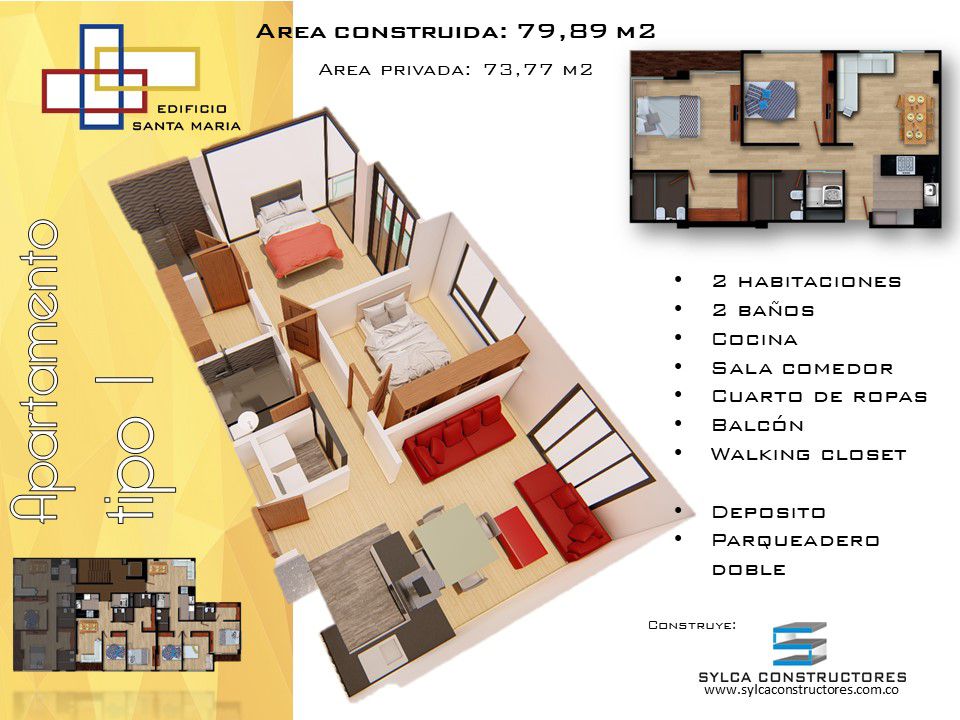 Area construida: 79,89 m2
Area privada: 73,77 m2
EDIFICIO
SANTA MARIA
Apartamento
tipo I
• 2 habitaciones
• 2 baños
• Cocina
• Sala comedor
• Cuarto de ropas
• Balcón
• Walking closet
• Deposito
• Parqueadero
doble
Construye:
SYLCA CONSTRUCTORES
www.sylcaconstructores.com.co